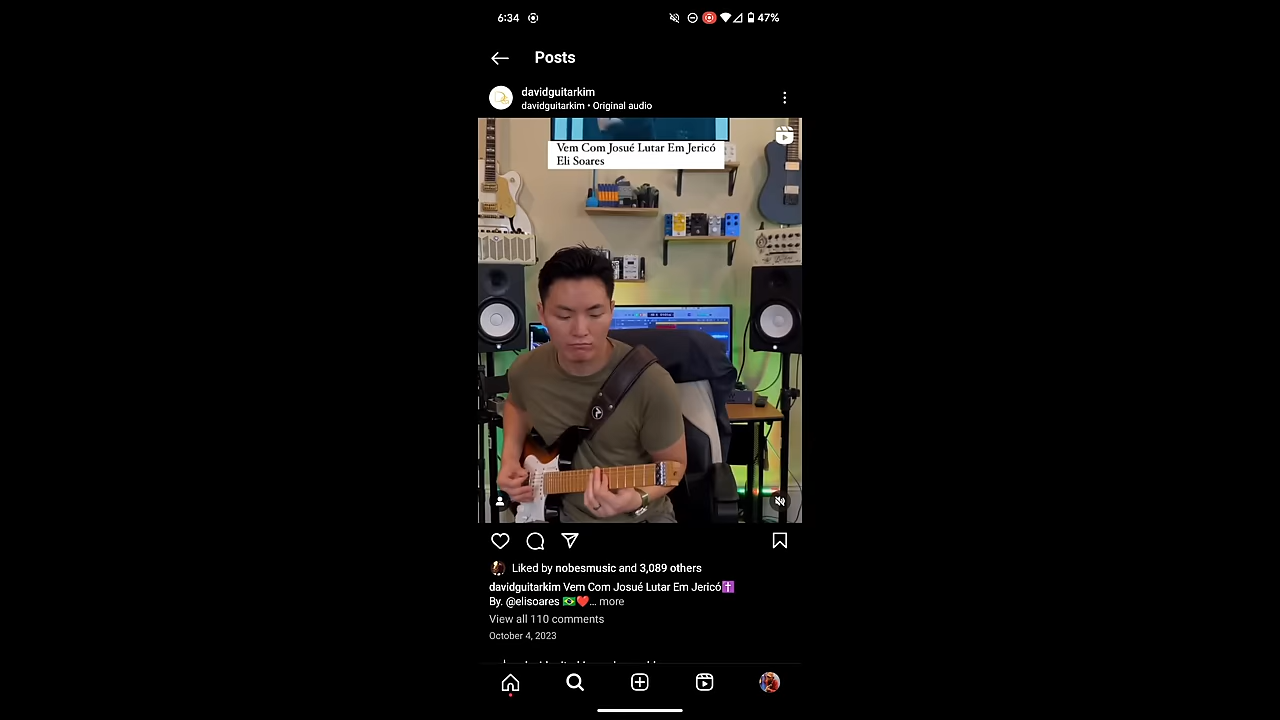 6:34
47%
Posts
davidguitarkim
davidguitarkim • Original audio
Vem Com Josué Lutar Em Jericó
Eli Soares
Liked by nobesmusic and 3,089 others
davidguitarkim Vem Com Josué Lutar Em Jericó✝️
By. @elisoares 🇧🇷❤️... more
View all 110 comments
October 4, 2023